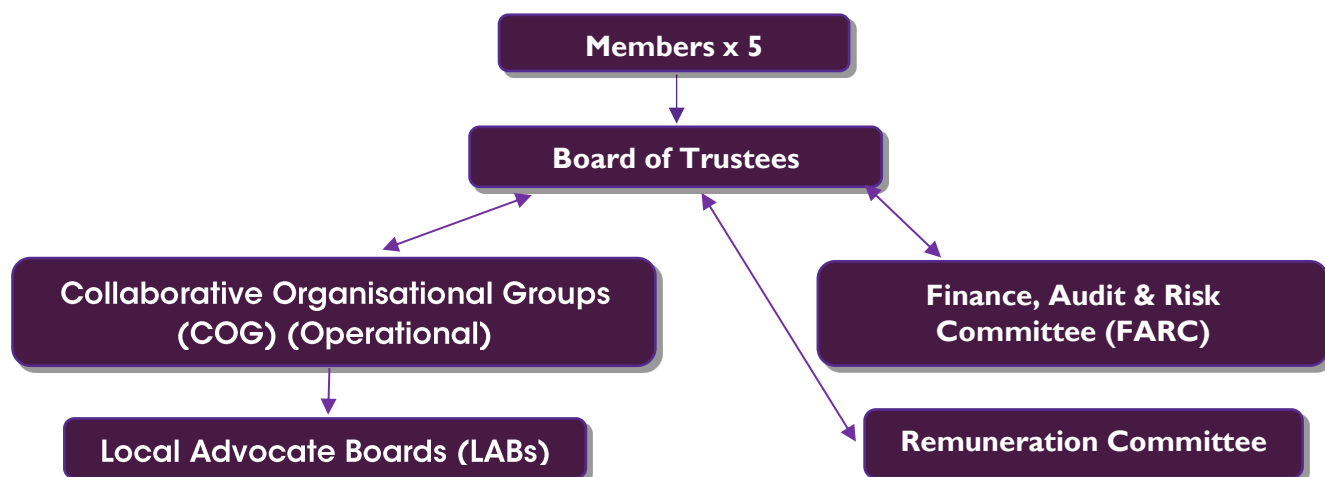 Members x 5
Board of Trustees
Collaborative Organisational Groups
(COG) (Operational)
Finance, Audit & Risk
Committee (FARC)
Local Advocate Boards (LABs)
Remuneration Committee